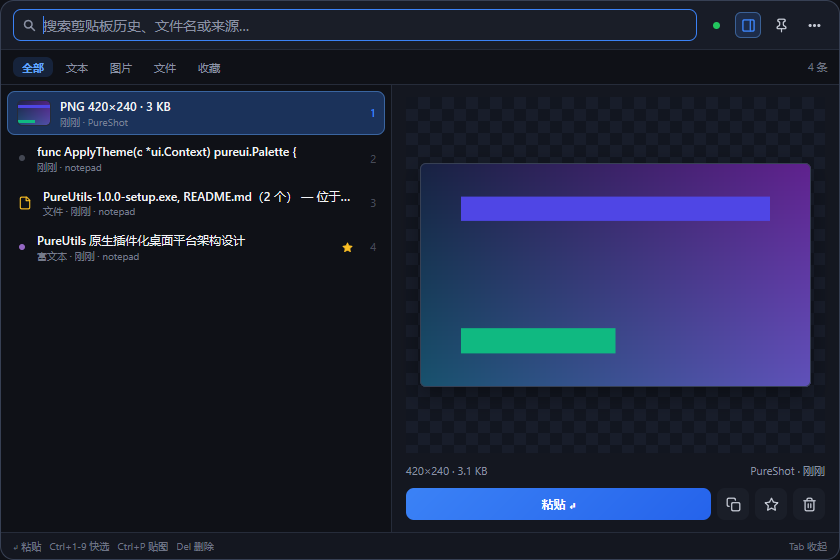 搜索剪贴板历史、文件名或来源...
全部 文本 图片 文件 收藏 4 条
PNG 420×240 · 3 KB 1
刚刚 · PureShot
func ApplyTheme(c *ui.Context) pureui.Palette { 2
刚刚 · notepad
PureUtils-1.0.0-setup.exe, README.md（2 个） — 位于... 3
文件 · 刚刚 · notepad
PureUtils 原生插件化桌面平台架构设计 4
富文本 · 刚刚 · notepad
420×240 · 3.1 KB PureShot · 刚刚
粘贴 ↲
↲ 粘贴 Ctrl+1-9 快选 Ctrl+P 贴图 Del 删除 Tab 收起